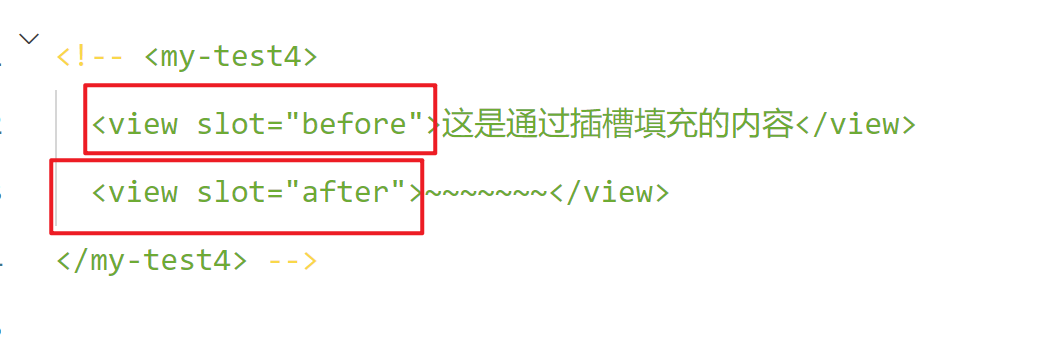 <!-- <my-test4>
<view slot="before">这是通过插槽填充的内容</view>
<view slot="after">~~~~~~~</view>
</my-test4> -->